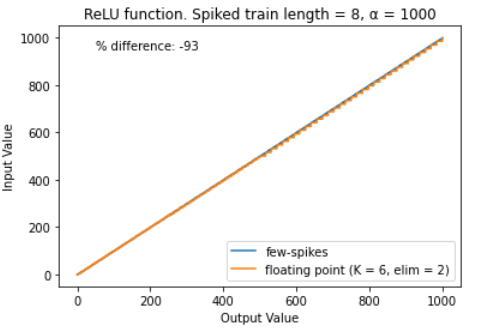 ReLU function. Spiked train length = 8, α = 1000
% difference: -93
1000
800
600
400
200
0
Input Value
few-spikes
floating point (K = 6, elim = 2)
0 200 400 600 800 1000
Output Value